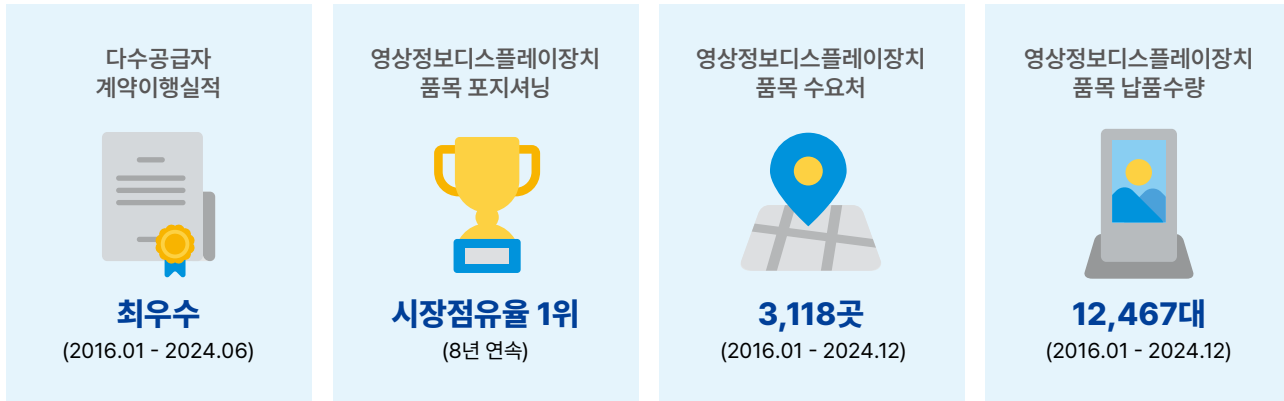 다수공급자
계약이행실적
최우수
(2016.01 - 2024.06)
영상정보디스플레이장치
품목 포지셔닝
시장점유율 1위
(8년 연속)
영상정보디스플레이장치
품목 수요처
3,118곳
(2016.01 - 2024.12)
영상정보디스플레이장치
품목 납품수량
12,467대
(2016.01 - 2024.12)